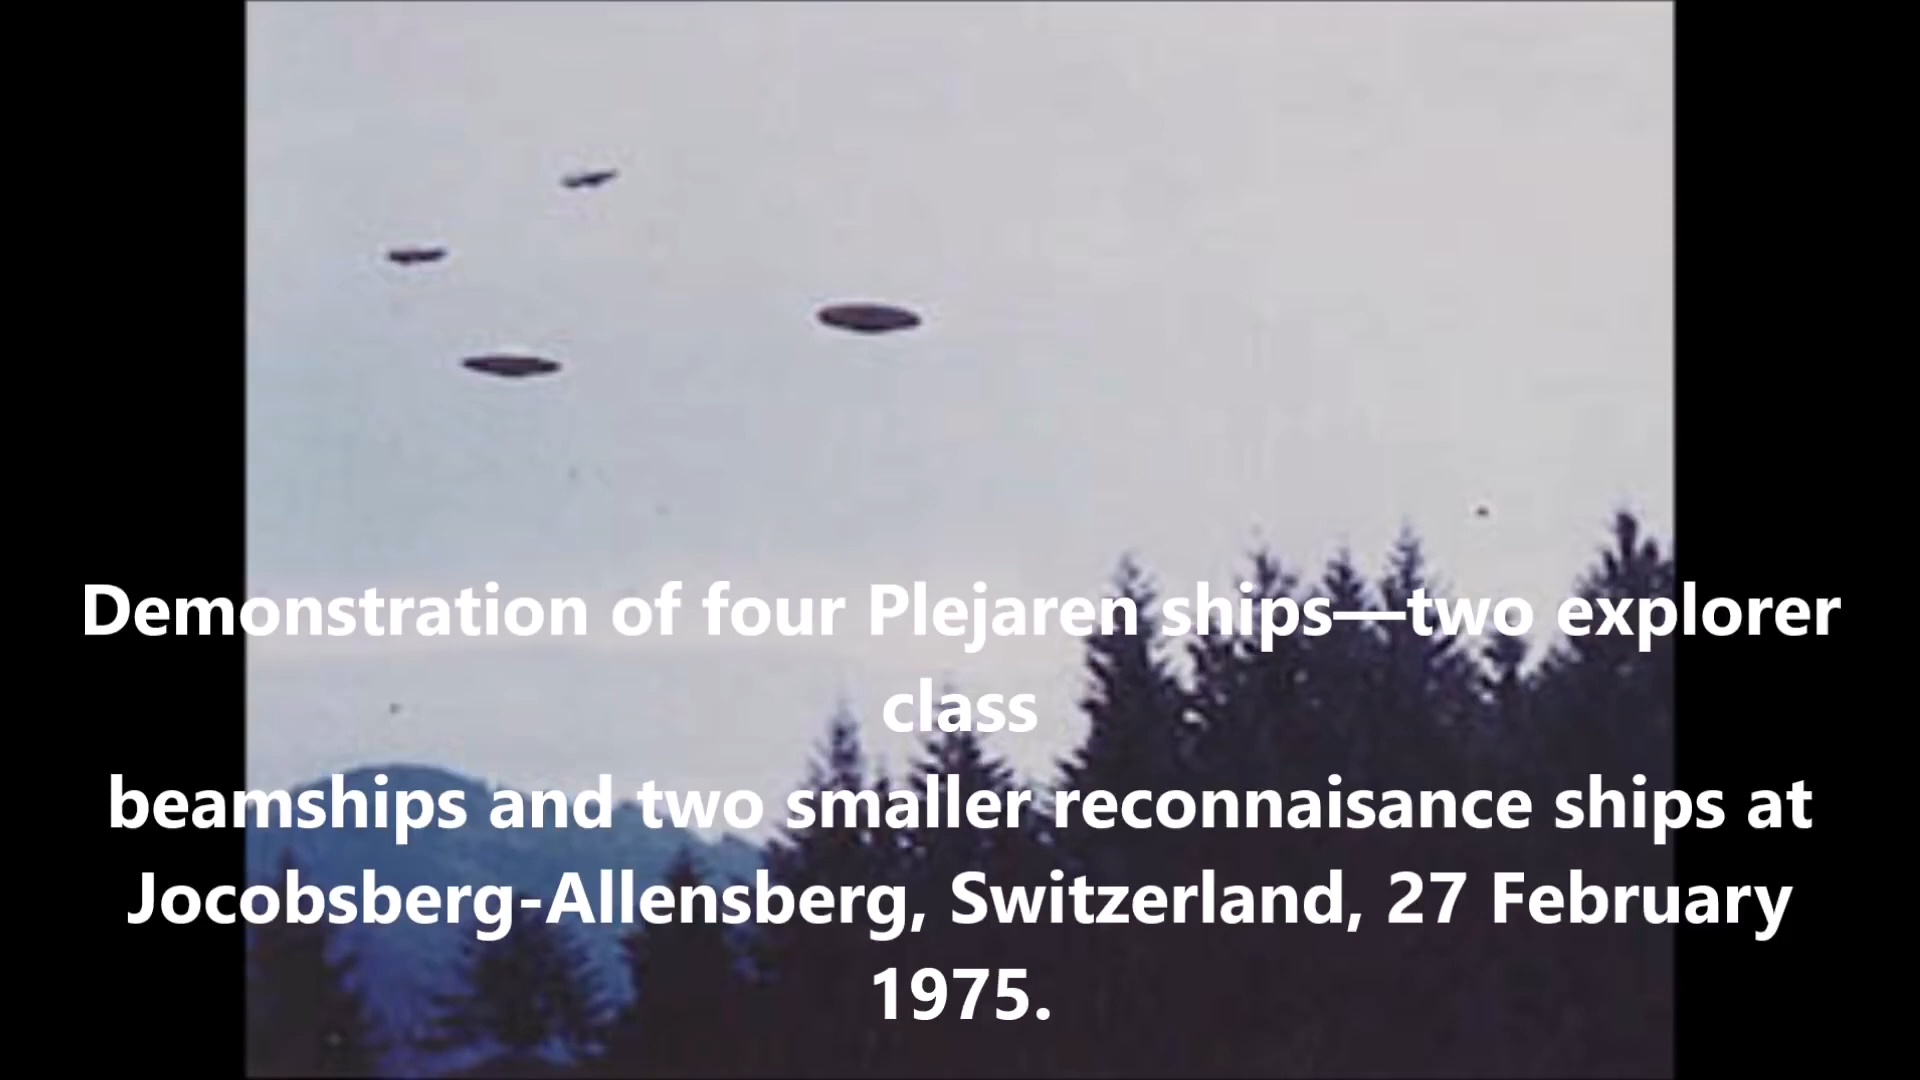 Demonstration of four Plejaren ships—two explorer
class
beamships and two smaller reconnaisance ships at
Jocobsberg-Allensberg, Switzerland, 27 February
1975.